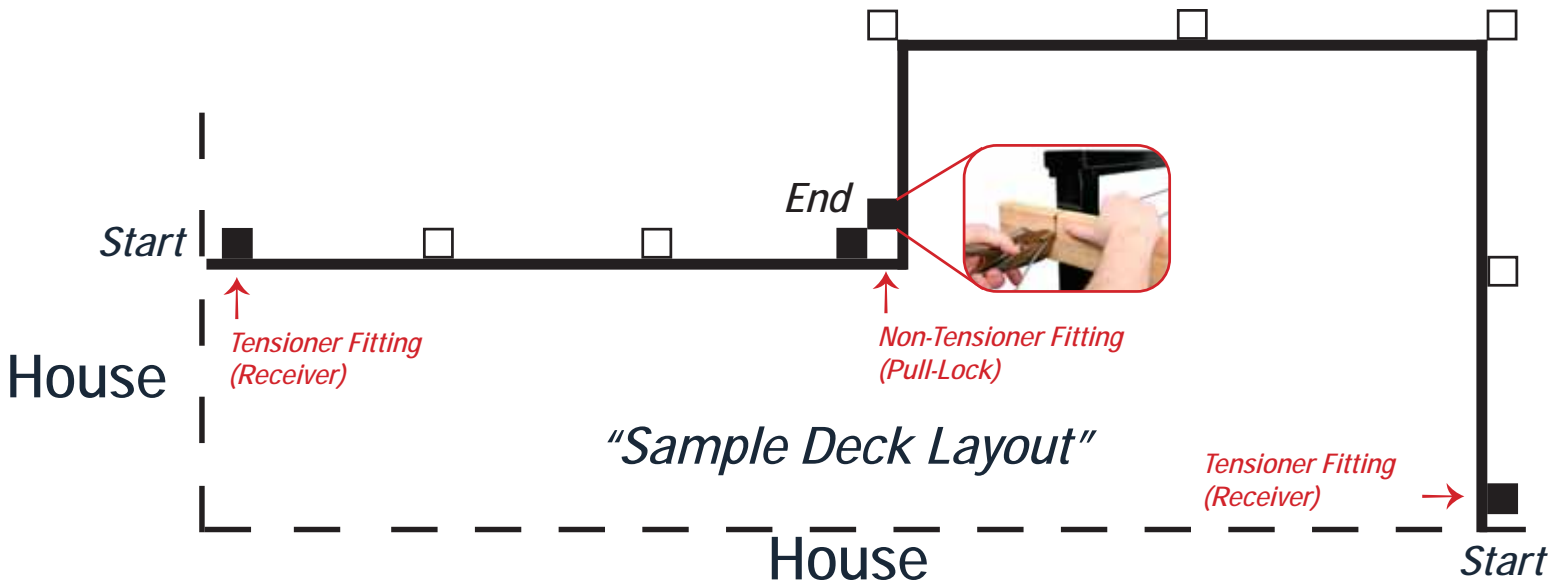 End
Start
Tensioner Fitting
(Receiver)
Non-Tensioner Fitting
(Pull-Lock)
House
“Sample Deck Layout”
Tensioner Fitting
(Receiver)
House
Start